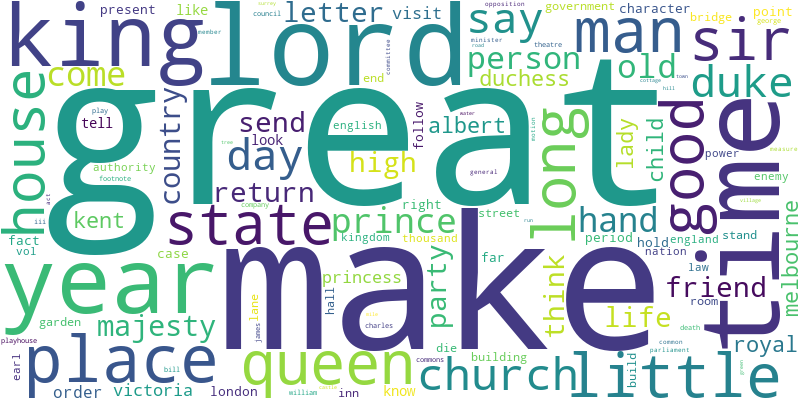 king
lord
great
make
time
year
queen
place
little
state
church
house
man
sir
say
duke
good
long
prince
hand
day
come
letter
visit
person
duchess
old
send
albert
high
return
kent
country
majesty
party
think
life
friend
royal
melbourne
princess
victoria
order
london
inn
know
present
like
government
character
bridge
point
council
tell
look
english
follow
lady
child
power
enemy
authority
footnote
right
street
kingdom
thousand
period
hold
england
stand
nation
law
room
fact
vol
case
iii
act
play
garden
lane
hall
james
far
die
building
commons
build
earl
playhouse
bill
william
charles
end
member
minister
committee
opposition
road
theatre
george
town
cottage
hill
general
company
run
motion
measure
village
death
common
parliament
green
water
tree